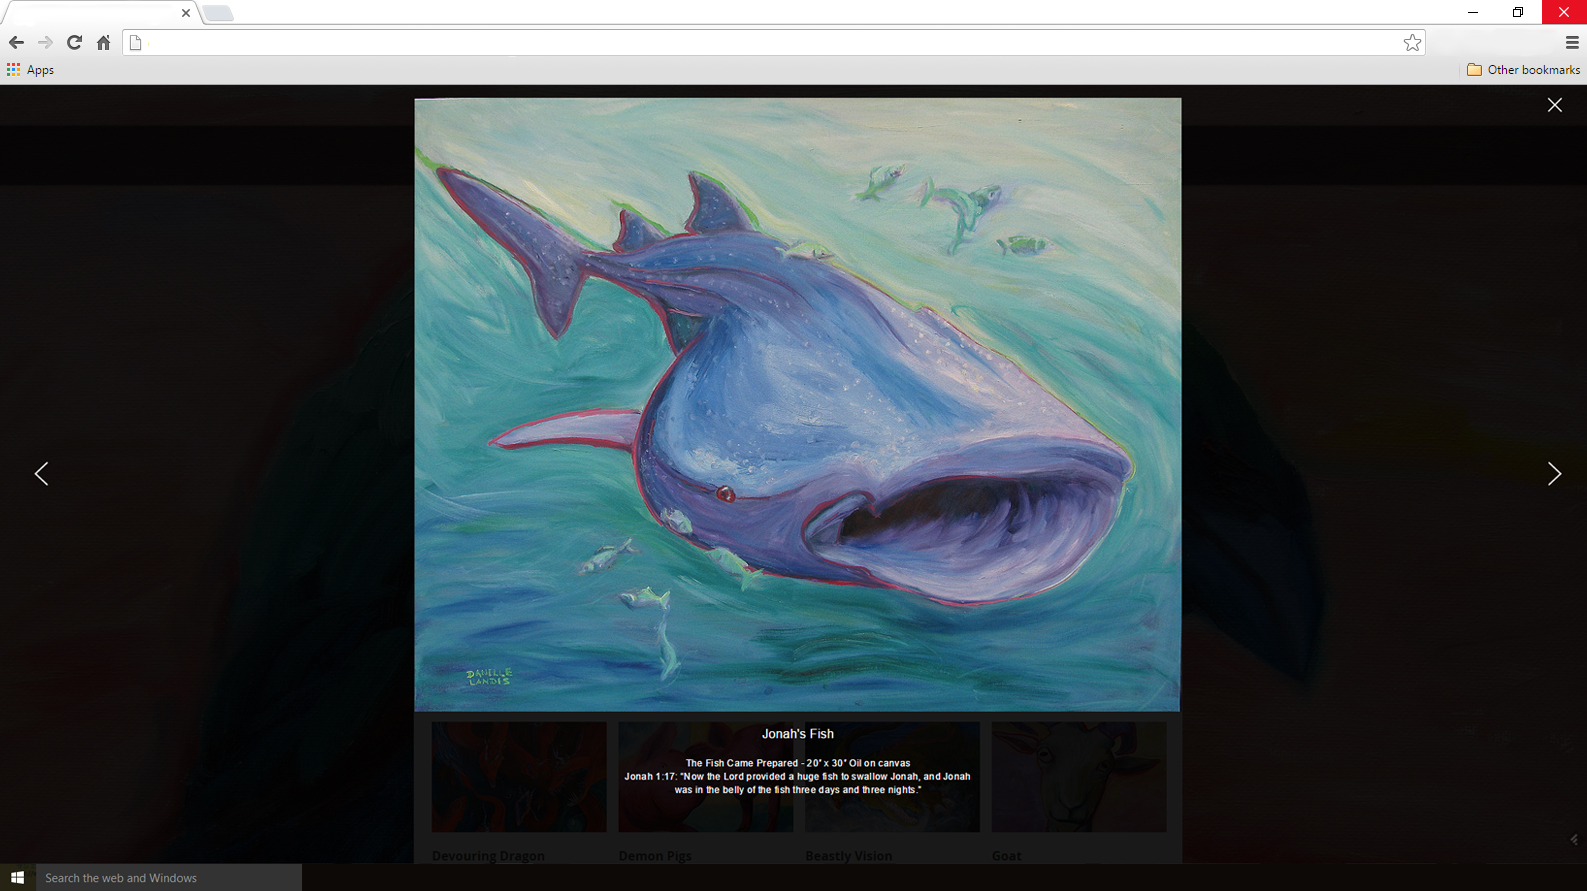 Apps
Other bookmarks
DANELLE
LANDIS
Jonah's Fish
The Fish Came Prepared - 20" x 30" Oil on canvas
Jonah 1:17: "Now the Lord provided a huge fish to swallow Jonah, and Jonah
was in the belly of the fish three days and three nights."
Devouring Dragon
Demon Pigs
Beastly Vision
Goat
Search the web and Windows